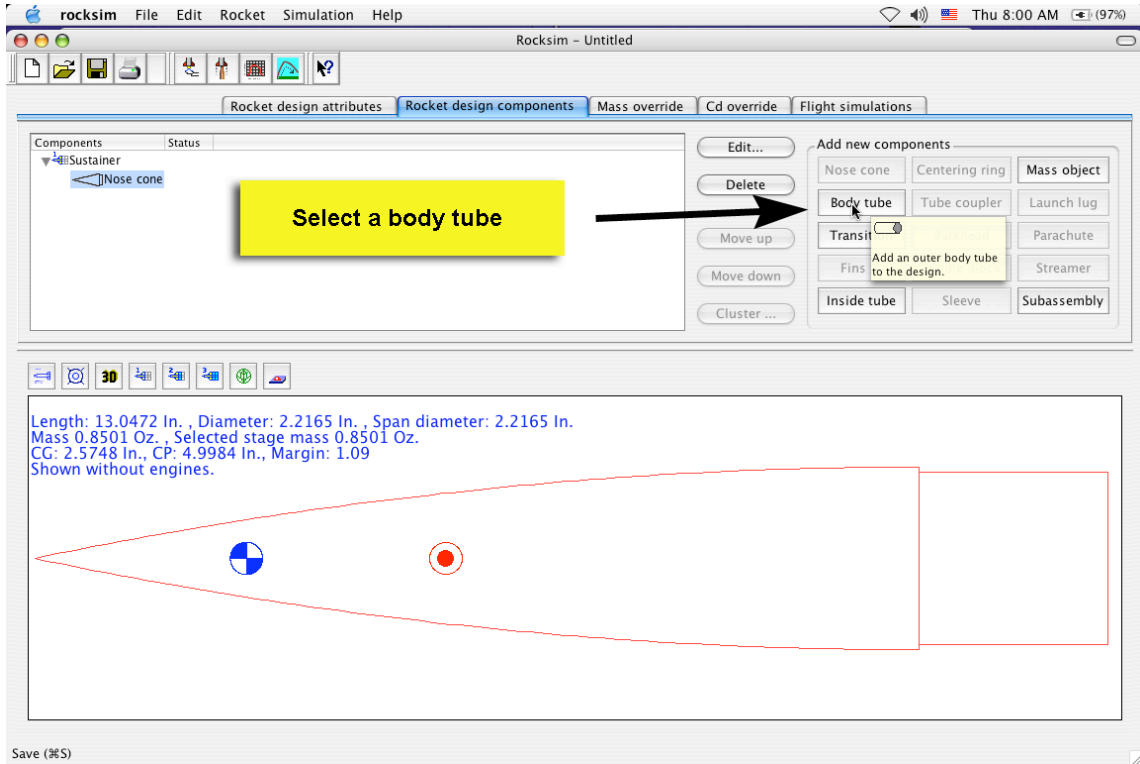 rocksim File Edit Rocket Simulation Help Thu 8:00 AM (97%)
Rocksim – Untitled
3D
Rocket design attributes Rocket design components Mass override Cd override Flight simulations
Components Status
Sustainer
Nose cone
Select a body tube
Edit...
Delete
Move up
Move down
Cluster ...
Add new components
Nose cone Centering ring Mass object
Body tube Tube coupler Launch lug
Transit Parachute
Fins Streamer
Inside tube Sleeve Subassembly
Add an outer body tube
to the design.
Length: 13.0472 In. , Diameter: 2.2165 In. , Span diameter: 2.2165 In.
Mass 0.8501 Oz. , Selected stage mass 0.8501 Oz.
CG: 2.5748 In., CP: 4.9984 In., Margin: 1.09
Shown without engines.
Save (⌘S)